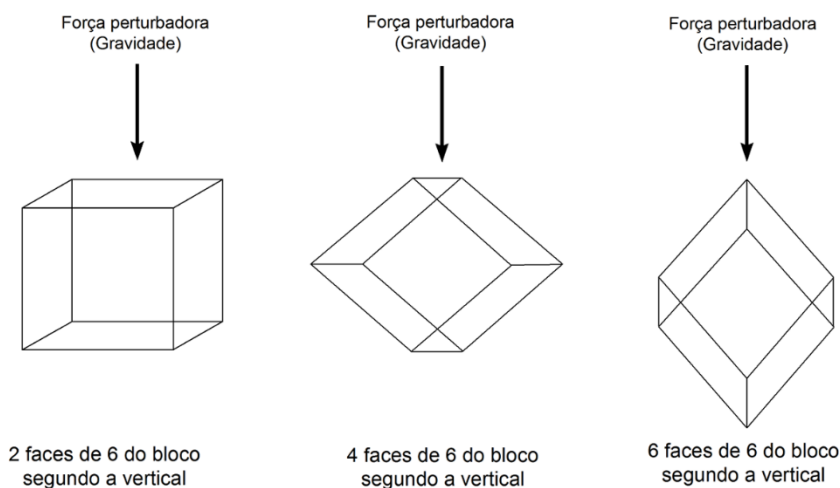 Força perturbadora
(Gravidade)
Força perturbadora
(Gravidade)
Força perturbadora
(Gravidade)
2 faces de 6 do bloco
segundo a vertical
4 faces de 6 do bloco
segundo a vertical
6 faces de 6 do bloco
segundo a vertical